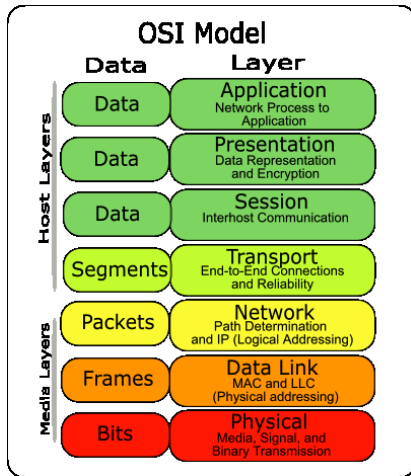 OSI Model
Data Layer
Host Layers
Data Application
Network Process to
Application
Data Presentation
Data Representation
and Encryption
Data Session
Interhost Communication
Segments Transport
End-to-End Connections
and Reliability
Media Layers
Packets Network
Path Determination
and IP (Logical Addressing)
Frames Data Link
MAC and LLC
(Physical addressing)
Bits Physical
Media, Signal, and
Binary Transmission